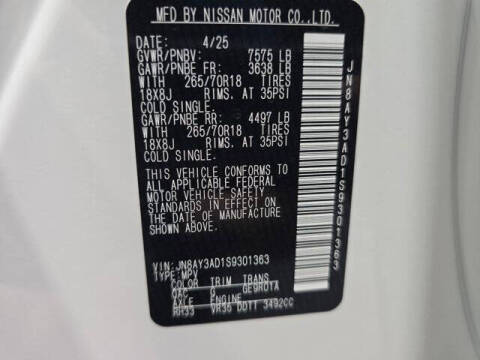 MFD BY NISSAN MOTOR CO.,LTD.
DATE: 4/25
GVWR/PNBV: 7575 LB
GAWR/PNBE FR: 3638 LB
WITH 265/70R18 TIRES
18X8J RIMS, AT 35PSI
COLD SINGLE
GAWR/PNBE RR: 4497 LB
WITH 265/70R18 TIRES
18X8J RIMS, AT 35PSI
COLD SINGLE.
THIS VEHICLE CONFORMS TO
ALL APPLICABLE FEDERAL
MOTOR VEHICLE SAFETY
STANDARDS IN EFFECT ON
THE DATE OF MANUFACTURE
SHOWN ABOVE.
VIN: JN8AY3AD1S9301363
TYPE: MPV
COLOR TRIM TRANS
QAC G GE9R01A
AXLE ENGINE
RH33 VR35 DDTT 3492CC
JN8AY3AD1S9301363